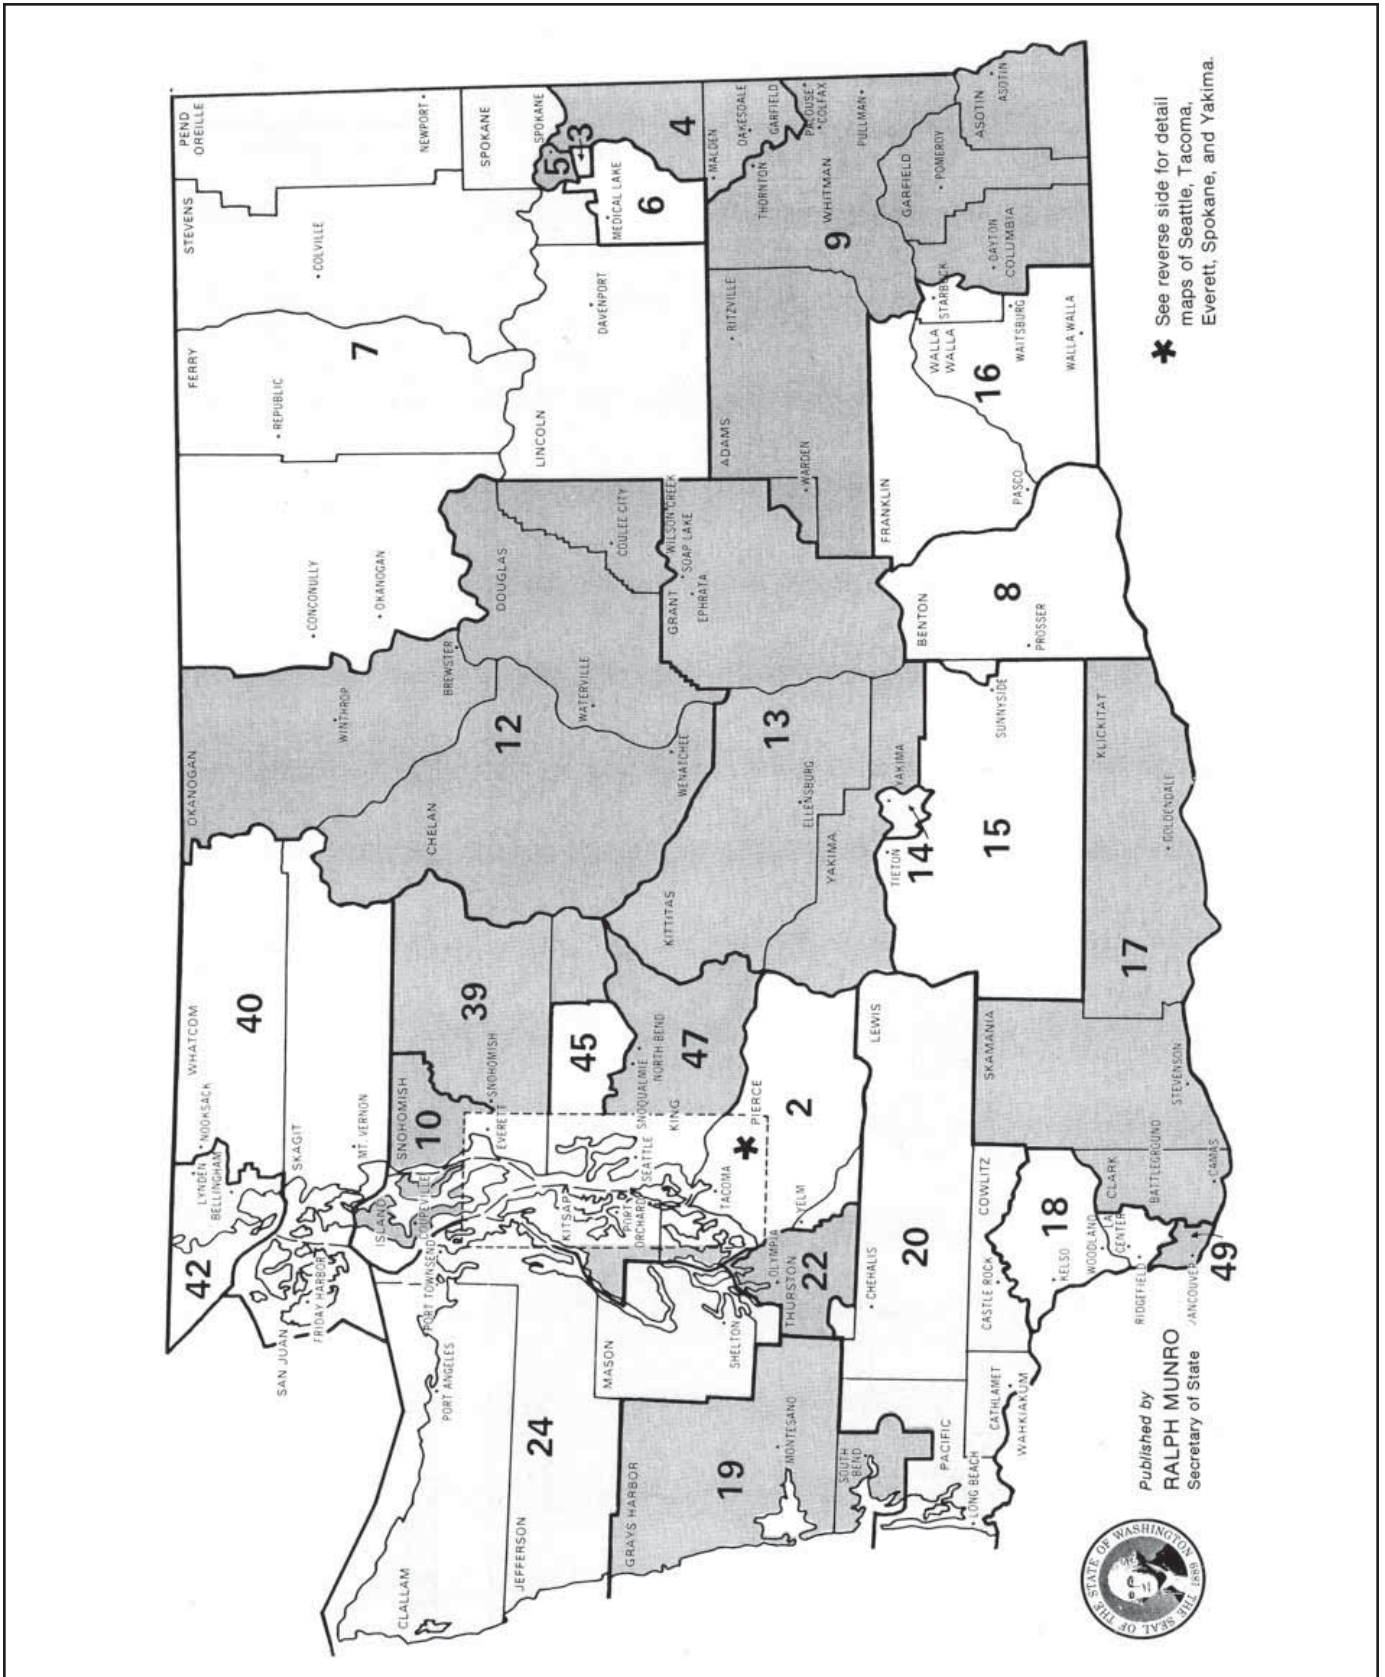 WHATCOM
LYNDEN
NOOKSACK
BELLINGHAM
42
40
SKAGIT
MT. VERNON
SAN JUAN
FRIDAY HARBOR
ISLAND
COUPEVILLE
SNOHOMISH
10
39
SNOHOMISH
EVERETT
CLALLAM
PORT ANGELES
PORT TOWNSEND
JEFFERSON
24
KITSAP
PORT
ORCHARD
SEATTLE
45
SNOQUALMIE
NORTH BEND
47
KING
MASON
SHELTON
GRAYS HARBOR
19
MONTESANO
TACOMA
*
PIERCE
2
YELM
OLYMPIA
THURSTON
22
SOUTH
BEND
PACIFIC
LONG BEACH
CHEHALIS
20
LEWIS
CATHLAMET
WAHKIAKUM
CASTLE ROCK
COWLITZ
KELSO
18
WOODLAND
LA
CENTER
RIDGEFIELD
CLARK
BATTLEGROUND
VANCOUVER
CAMAS
49
SKAMANIA
STEVENSON
17
KLICKITAT
GOLDENDALE
OKANOGAN
WINTHROP
BREWSTER
CHELAN
12
WATERVILLE
WENATCHEE
DOUGLAS
COULEE CITY
GRANT
WILSON CREEK
SOAP LAKE
EPHRATA
KITTITAS
13
ELLENSBURG
YAKIMA
YAKIMA
TIETON
14
15
SUNNYSIDE
BENTON
8
PROSSER
CONCONULLY
OKANOGAN
FERRY
REPUBLIC
7
STEVENS
COLVILLE
PEND
OREILLE
NEWPORT
SPOKANE
SPOKANE
5
3
4
MEDICAL LAKE
6
LINCOLN
DAVENPORT
ADAMS
RITZVILLE
WARDEN
MALDEN
OAKESDALE
GARFIELD
THORNTON
PALOUSE
COLFAX
WHITMAN
PULLMAN
9
FRANKLIN
PASCO
WALLA
WALLA
16
STARBUCK
WAITSBURG
WALLA WALLA
GARFIELD
POMEROY
DAYTON
COLUMBIA
ASOTIN
ASOTIN
THE SEAL OF THE STATE OF WASHINGTON 1889
Published by
RALPH MUNRO
Secretary of State
* See reverse side for detail
maps of Seattle, Tacoma,
Everett, Spokane, and Yakima.